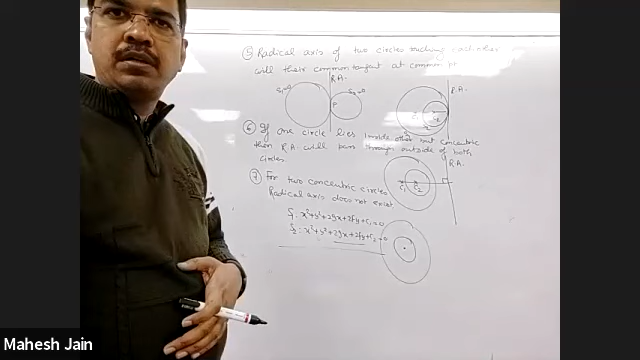 ⑤ Radical axis of two circles touching each other
will their common tangent at common pt
R.A.
S₁=0
S₂=0
P
R.A.
⑥ If one circle lies inside other but concentric
then R.A. will pass through outside of both
circles.
R.A.
C₁ C₂
⑦ For two concentric circles
Radical axis does not exist
S₁: x²+y²+2gx+2fy+C₁=0
S₂: x²+y²+2gx+2fy+C₂=0
Mahesh Jain